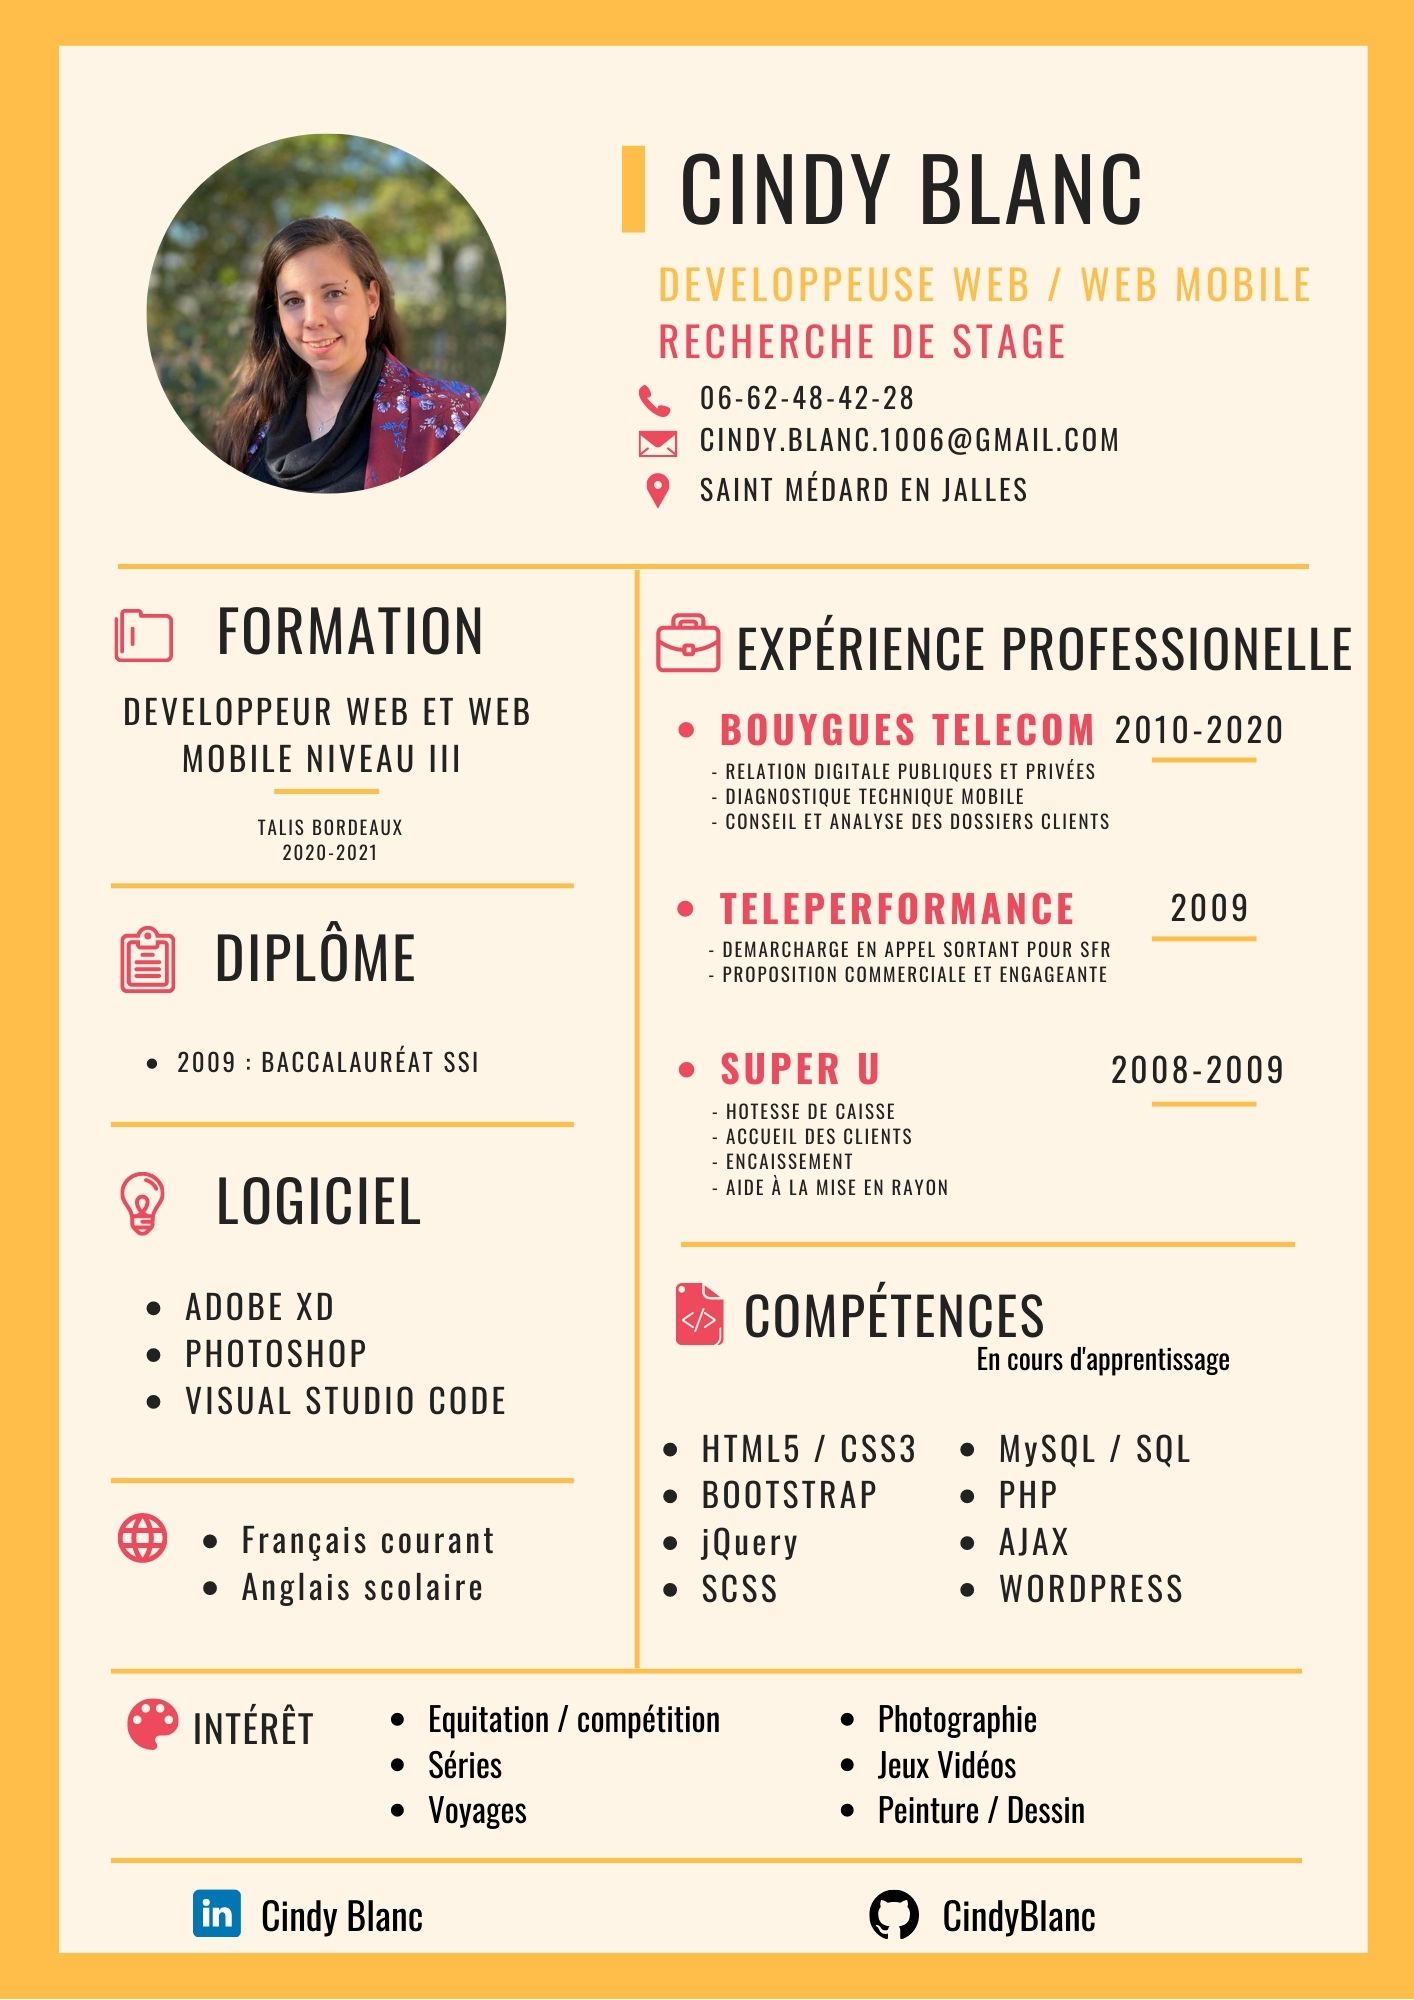 CINDY BLANC
DEVELOPPEUSE WEB / WEB MOBILE
RECHERCHE DE STAGE
06-62-48-42-28
CINDY.BLANC.1006@GMAIL.COM
SAINT MÉDARD EN JALLES
FORMATION
DEVELOPPEUR WEB ET WEB
MOBILE NIVEAU III
TALIS BORDEAUX
2020-2021
DIPLÔME
2009 : BACCALAURÉAT SSI
LOGICIEL
ADOBE XD
PHOTOSHOP
VISUAL STUDIO CODE
Français courant
Anglais scolaire
EXPÉRIENCE PROFESSIONELLE
BOUYGUES TELECOM 2010-2020
- RELATION DIGITALE PUBLIQUES ET PRIVÉES
- DIAGNOSTIQUE TECHNIQUE MOBILE
- CONSEIL ET ANALYSE DES DOSSIERS CLIENTS
TELEPERFORMANCE 2009
- DEMARCHARGE EN APPEL SORTANT POUR SFR
- PROPOSITION COMMERCIALE ET ENGAGEANTE
SUPER U 2008-2009
- HOTESSE DE CAISSE
- ACCUEIL DES CLIENTS
- ENCAISSEMENT
- AIDE À LA MISE EN RAYON
COMPÉTENCES
En cours d'apprentissage
HTML5 / CSS3
BOOTSTRAP
jQuery
SCSS
MySQL / SQL
PHP
AJAX
WORDPRESS
INTÉRÊT
Equitation / compétition
Séries
Voyages
Photographie
Jeux Vidéos
Peinture / Dessin
in Cindy Blanc
CindyBlanc